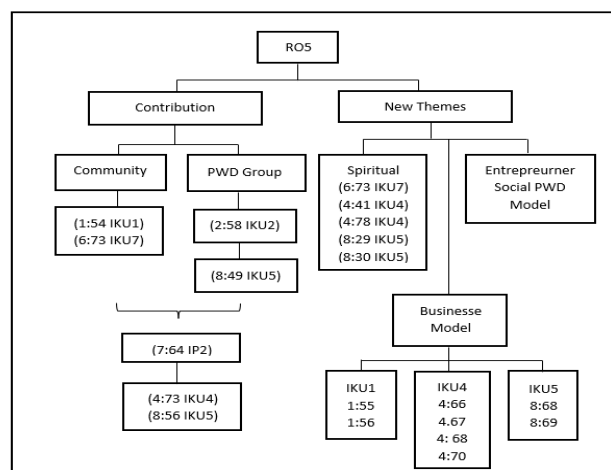 RO5
Contribution
New Themes
Community
PWD Group
Spiritual
(6:73 IKU7)
(4:41 IKU4)
(4:78 IKU4)
(8:29 IKU5)
(8:30 IKU5)
Entrepreurner
Social PWD
Model
(1:54 IKU1)
(6:73 IKU7)
(2:58 IKU2)
(8:49 IKU5)
Businesse
Model
(7:64 IP2)
(4:73 IKU4)
(8:56 IKU5)
IKU1
1:55
1:56
IKU4
4:66
4.67
4: 68
4:70
IKU5
8:68
8:69